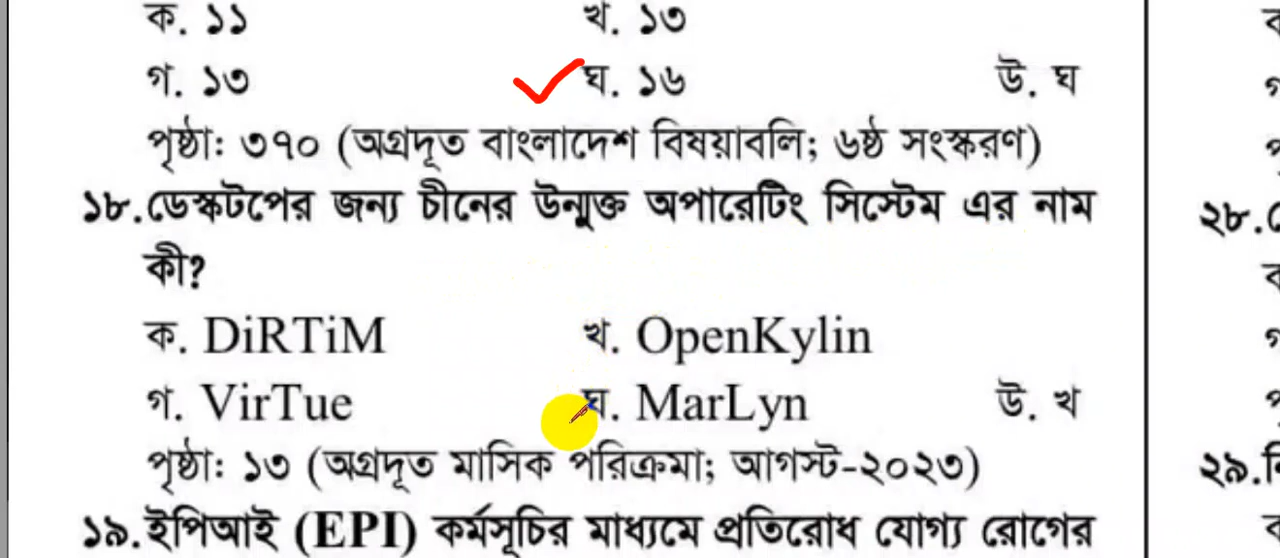 ক. ১১ খ. ১৩
গ. ১৩ ঘ. ১৬ উ. ঘ
পৃষ্ঠা: ৩৭০ (অগ্রদূত বাংলাদেশ বিষয়াবলি; ৬ষ্ঠ সংস্করণ)
১৮.ডেস্কটপের জন্য চীনের উন্মুক্ত অপারেটিং সিস্টেম এর নাম
কী?
ক. DiRTiM খ. OpenKylin
গ. VirTue ঘ. MarLyn উ. খ
পৃষ্ঠা: ১৩ (অগ্রদূত মাসিক পরিক্রমা; আগস্ট-২০২৩)
১৯.ইপিআই (EPI) কর্মসূচির মাধ্যমে প্রতিরোধ যোগ্য রোগের
২৮.
২৯.